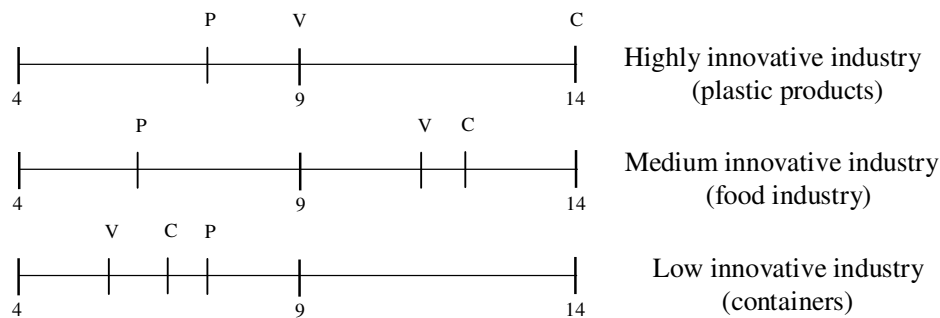 P V C
Highly innovative industry
(plastic products)
4 9 14
P V C
Medium innovative industry
(food industry)
4 9 14
V C P
Low innovative industry
(containers)
4 9 14